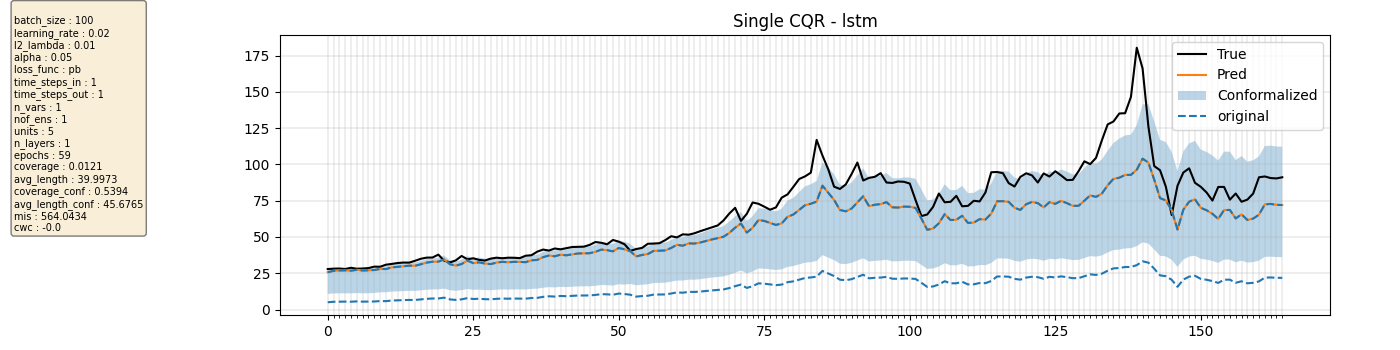 batch_size : 100
learning_rate : 0.02
l2_lambda : 0.01
alpha : 0.05
loss_func : pb
time_steps_in : 1
time_steps_out : 1
n_vars : 1
nof_ens : 1
units : 5
n_layers : 1
epochs : 59
coverage : 0.0121
avg_length : 39.9973
coverage_conf : 0.5394
avg_length_conf : 45.6765
mis : 564.0434
cwc : -0.0
Single CQR - lstm
175
150
125
100
75
50
25
0
True
Pred
Conformalized
original
0 25 50 75 100 125 150